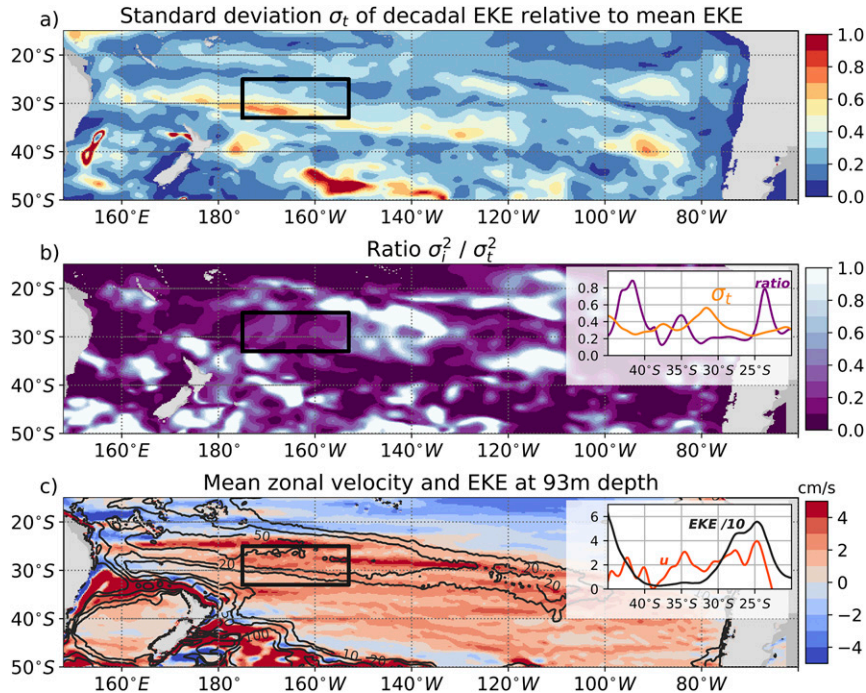 a) Standard deviation σt of decadal EKE relative to mean EKE
20°S
30°S
40°S
50°S
160°E 180° 160°W 140°W 120°W 100°W 80°W
1.0
0.8
0.6
0.4
0.2
0.0
b) Ratio σi² / σt²
20°S
30°S
40°S
50°S
160°E 180° 160°W 140°W 120°W 100°W 80°W
0.8
0.6
0.4
0.2
0.0
40°S 35°S 30°S 25°S
σt
ratio
1.0
0.8
0.6
0.4
0.2
0.0
c) Mean zonal velocity and EKE at 93m depth
20°S
30°S
40°S
50°S
160°E 180° 160°W 140°W 120°W 100°W 80°W
50
20
20
20
10
100
10
20
6
4
2
0
40°S 35°S 30°S 25°S
EKE /10
u
cm/s
4
2
0
−2
−4